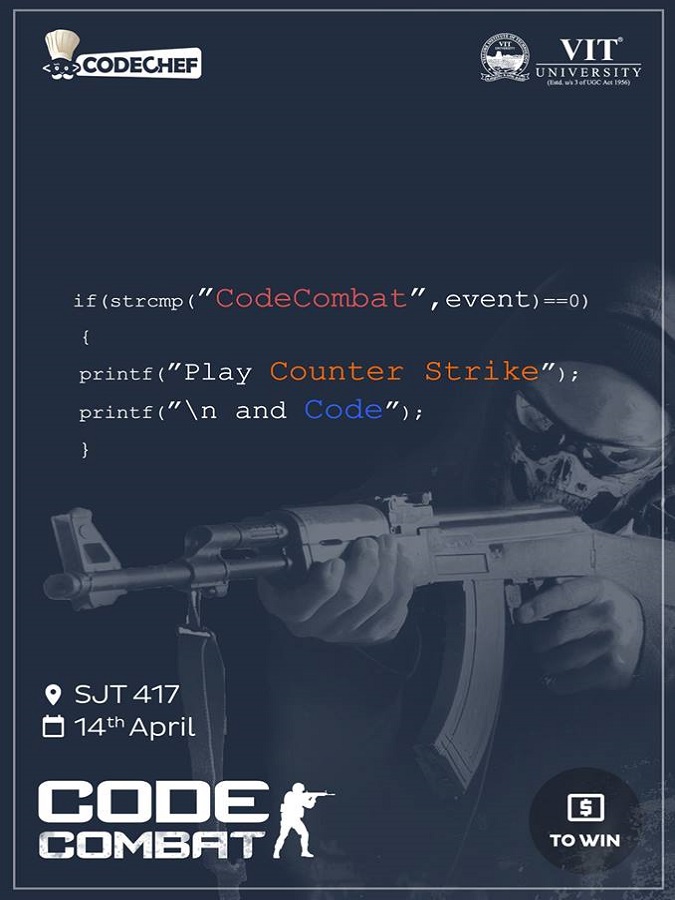 CODECHEF
VIT®
UNIVERSITY
(Estd. u/s 3 of UGC Act 1956)
if(strcmp(”CodeCombat”,event)==0)
{
printf(”Play Counter Strike”);
printf(”\n and Code”);
}
SJT 417
14th April
CODE
COMBAT
$
TO WIN